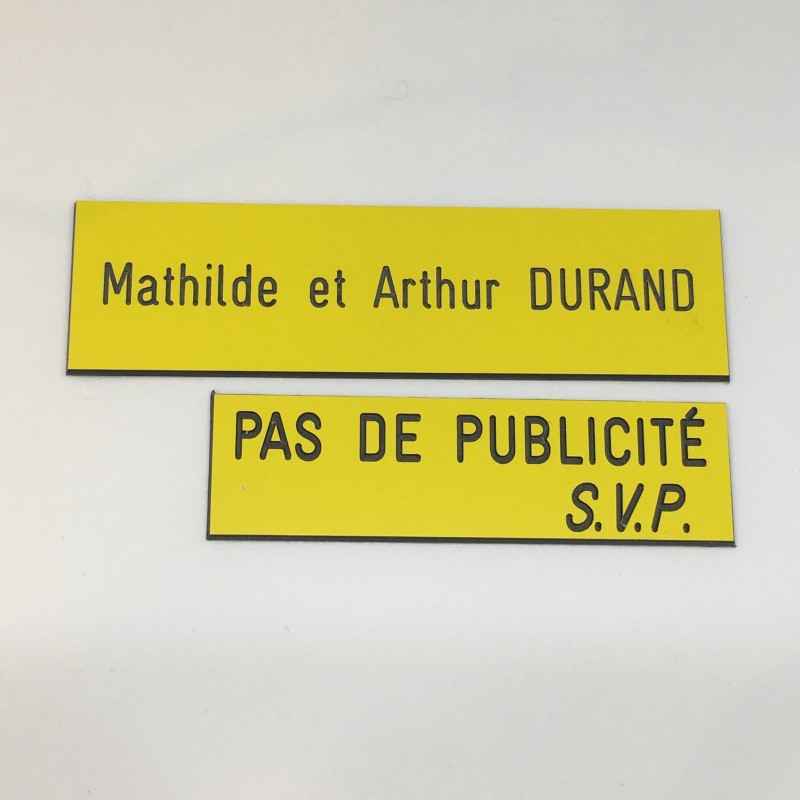 Mathilde et Arthur DURAND
PAS DE PUBLICITÉ
S.V.P.